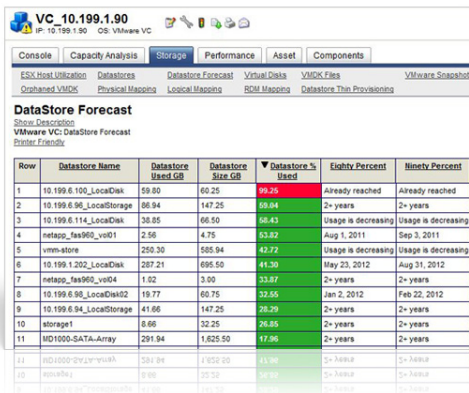 VC_10.199.1.90
IP: 10.199.1.90 OS: VMware VC
Console Capacity Analysis Storage Performance Asset Components
ESX Host Utilization Datastores Datastore Forecast Virtual Disks VMDK Files VMware Snapshot
Orphaned VMDK Physical Mapping Logical Mapping RDM Mapping Datastore Thin Provisioning
DataStore Forecast
Show Description
VMware VC: DataStore Forecast
Printer Friendly
Row Datastore Name Datastore Used GB Datastore Size GB Datastore % Used Eighty Percent Ninety Percent
1 10.199.6.100_LocalDisk 59.80 60.25 99.25 Already reached Already reached
2 10.199.6.96_LocalStorage 86.94 147.25 59.04 2+ years 2+ years
3 10.199.6.114_LocalDisk 38.85 66.50 58.43 Usage is decreasing Usage is decreasing
4 netapp_fas960_vol01 2.56 4.75 53.82 Aug 1, 2011 Sep 3, 2011
5 vmm-store 250.30 585.94 42.72 Usage is decreasing Usage is decreasing
6 10.199.1.202_LocalDisk 287.21 695.50 41.30 May 23, 2012 Aug 31, 2012
7 netapp_fas960_vol04 1.02 3.00 33.87 2+ years 2+ years
8 10.199.6.98_LocalDisk02 19.77 60.75 32.55 Jan 2, 2012 Feb 22, 2012
9 10.199.6.94_LocalStorage 41.66 147.25 28.29 2+ years 2+ years
10 storage1 8.66 32.25 26.85 2+ years 2+ years
11 MD1000-SATA-Array 291.94 1,625.50 17.96 2+ years 2+ years